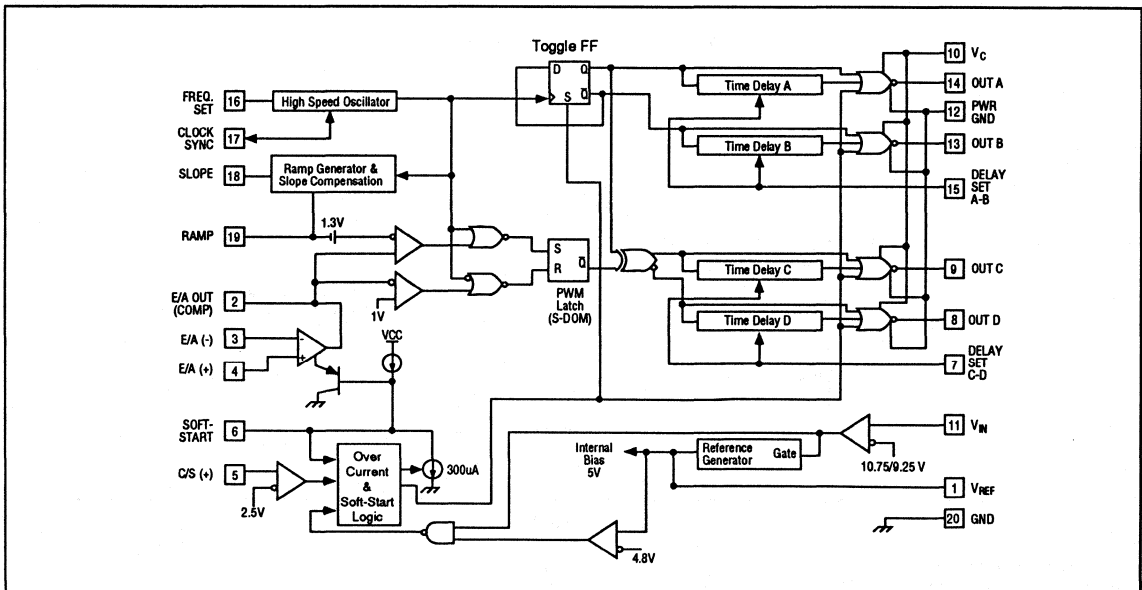 Toggle FF
D Q
S Q̅
FREQ.
SET
16
High Speed Oscillator
CLOCK
SYNC
17
SLOPE
18
Ramp Generator &
Slope Compensation
RAMP
19
1.3V
E/A OUT
(COMP)
2
1V
E/A (-)
3
-
E/A (+)
4
+
VCC
S
R
Q̅
PWM
Latch
(S-DOM)
Time Delay A
Time Delay B
Time Delay C
Time Delay D
10 VC
14 OUT A
12 PWR
GND
13 OUT B
15 DELAY
SET
A-B
9 OUT C
8 OUT D
7 DELAY
SET
C-D
SOFT-
START
6
C/S (+)
5
2.5V
Over
Current
&
Soft-Start
Logic
300uA
Internal
Bias
5V
Reference
Generator
Gate
4.8V
10.75/9.25 V
11 VIN
1 VREF
20 GND